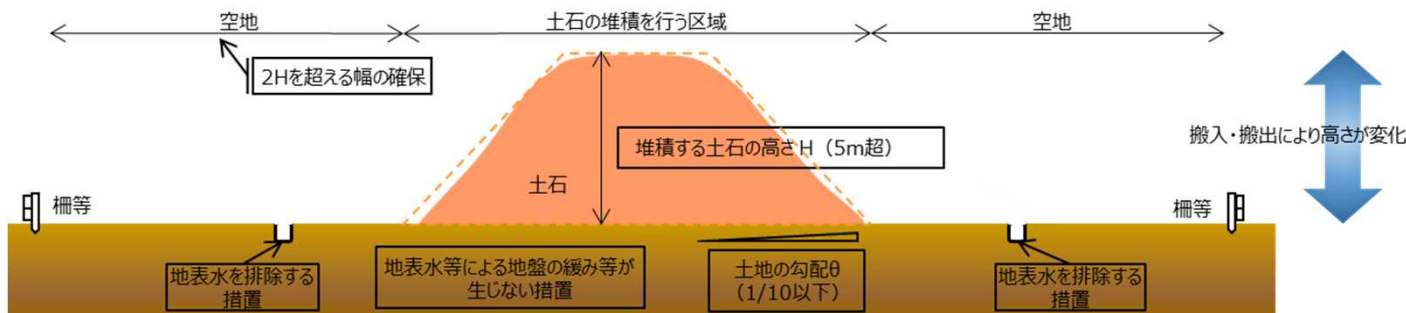 空地
土石の堆積を行う区域
空地
2Hを超える幅の確保
堆積する土石の高さH（5m超）
搬入・搬出により高さが変化
土石
柵等
柵等
地表水を排除する
措置
地表水等による地盤の緩み等が
生じない措置
土地の勾配θ
（1/10以下）
地表水を排除する
措置